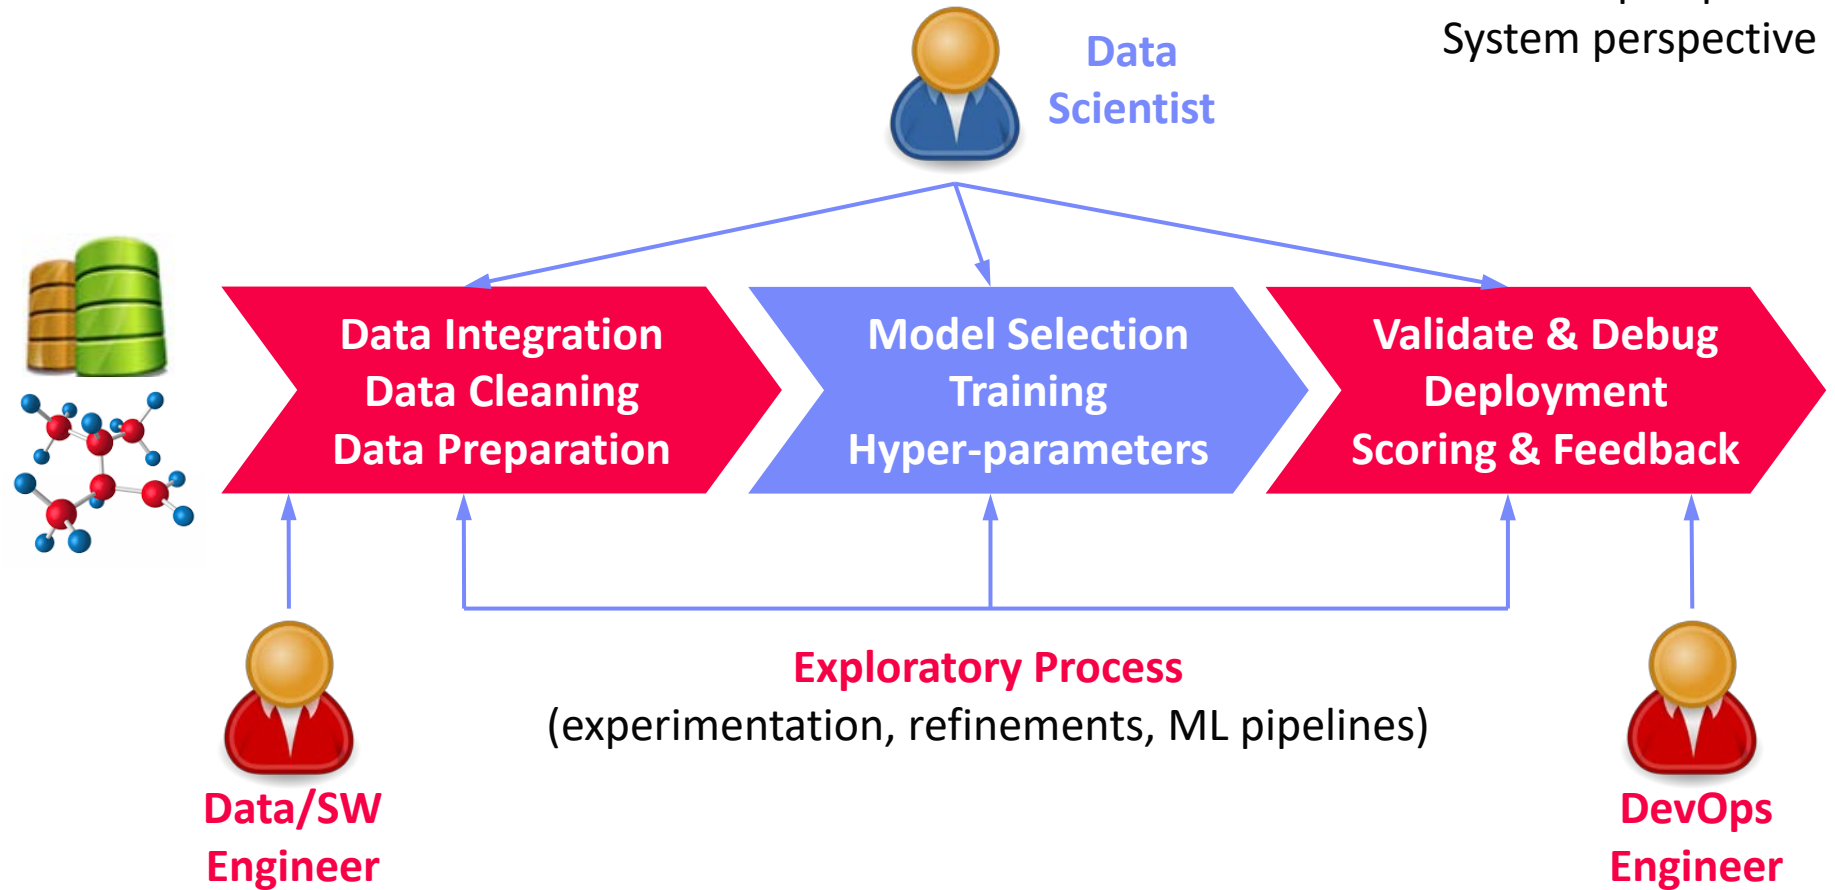 System perspective
Data
Scientist
Data Integration
Data Cleaning
Data Preparation
Model Selection
Training
Hyper-parameters
Validate & Debug
Deployment
Scoring & Feedback
Exploratory Process
(experimentation, refinements, ML pipelines)
Data/SW
Engineer
DevOps
Engineer